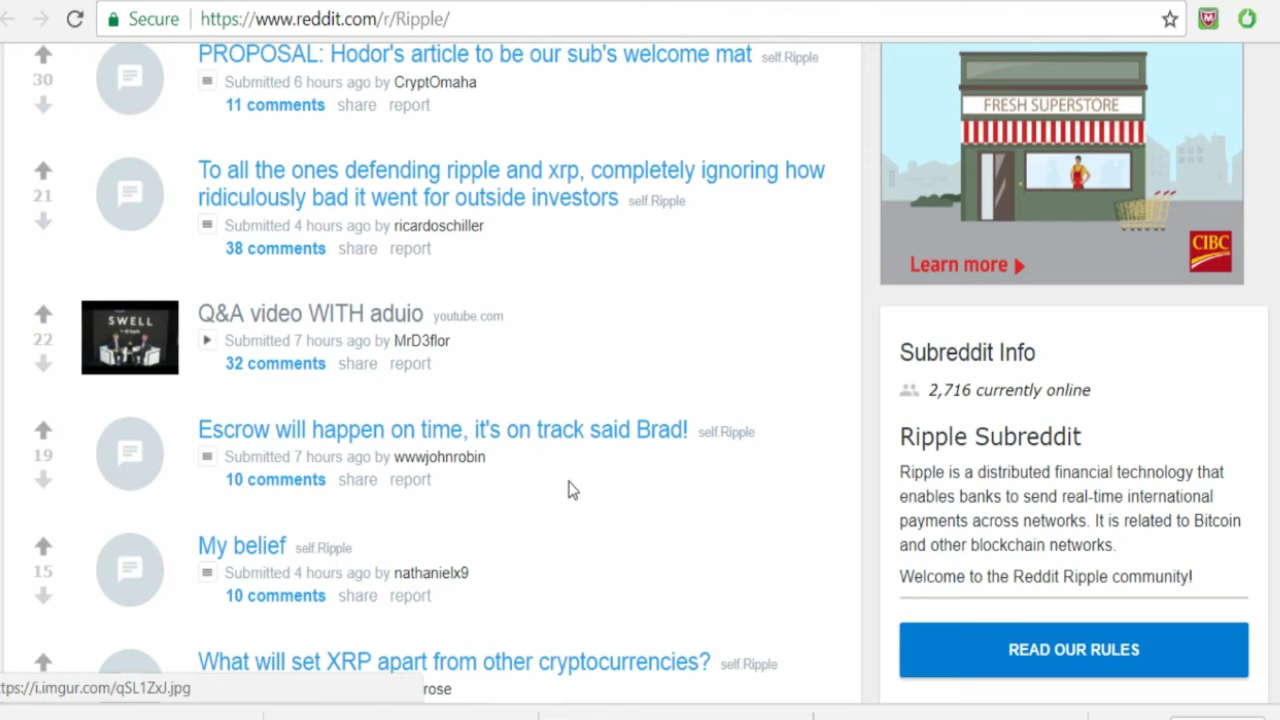 Secure https://www.reddit.com/r/Ripple/
PROPOSAL: Hodor's article to be our sub's welcome mat self.Ripple
30
Submitted 6 hours ago by CryptOmaha
11 comments share report
To all the ones defending ripple and xrp, completely ignoring how
ridiculously bad it went for outside investors self.Ripple
21
Submitted 4 hours ago by ricardoschiller
38 comments share report
SWELL
Q&A video WITH aduio youtube.com
22
Submitted 7 hours ago by MrD3flor
32 comments share report
Escrow will happen on time, it's on track said Brad! self.Ripple
19
Submitted 7 hours ago by wwwjohnrobin
10 comments share report
My belief self.Ripple
15
Submitted 4 hours ago by nathanielx9
10 comments share report
What will set XRP apart from other cryptocurrencies? self.Ripple
rose
ttps://i.imgur.com/qSL1ZxJ.jpg
FRESH SUPERSTORE
Learn more
CIBC
Subreddit Info
2,716 currently online
Ripple Subreddit
Ripple is a distributed financial technology that
enables banks to send real-time international
payments across networks. It is related to Bitcoin
and other blockchain networks.
Welcome to the Reddit Ripple community!
READ OUR RULES